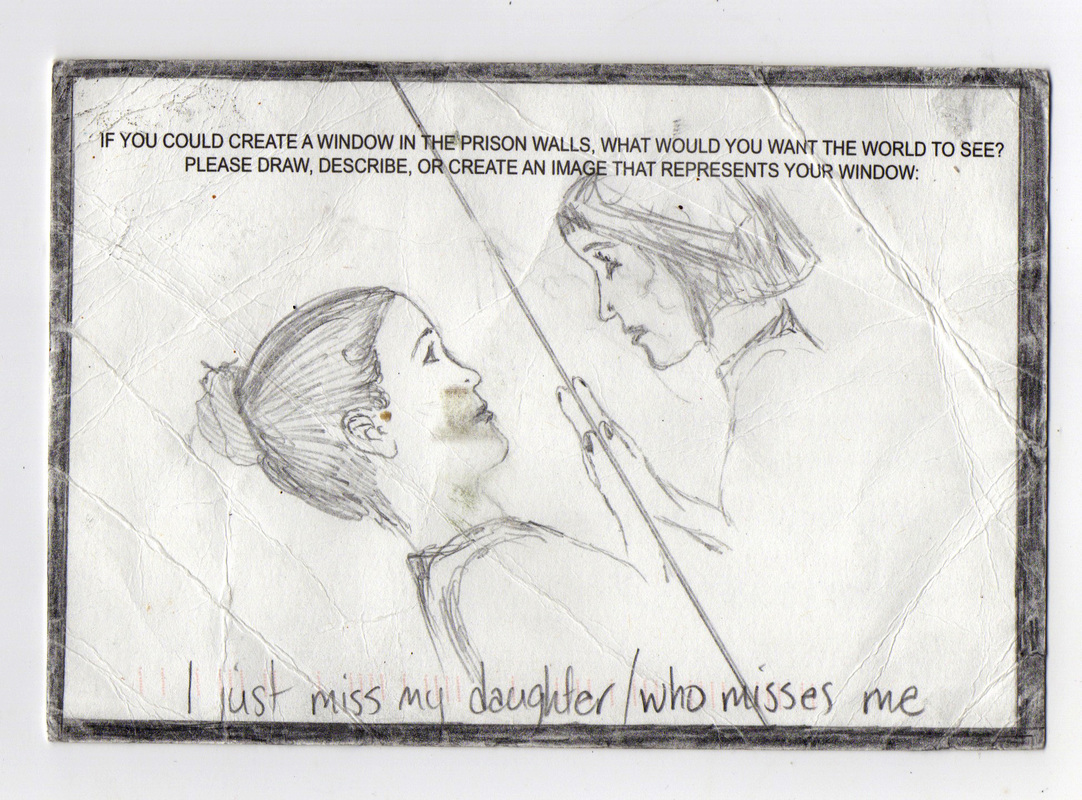 IF YOU COULD CREATE A WINDOW IN THE PRISON WALLS, WHAT WOULD YOU WANT THE WORLD TO SEE?
PLEASE DRAW, DESCRIBE, OR CREATE AN IMAGE THAT REPRESENTS YOUR WINDOW:
I just miss my daughter/who misses me